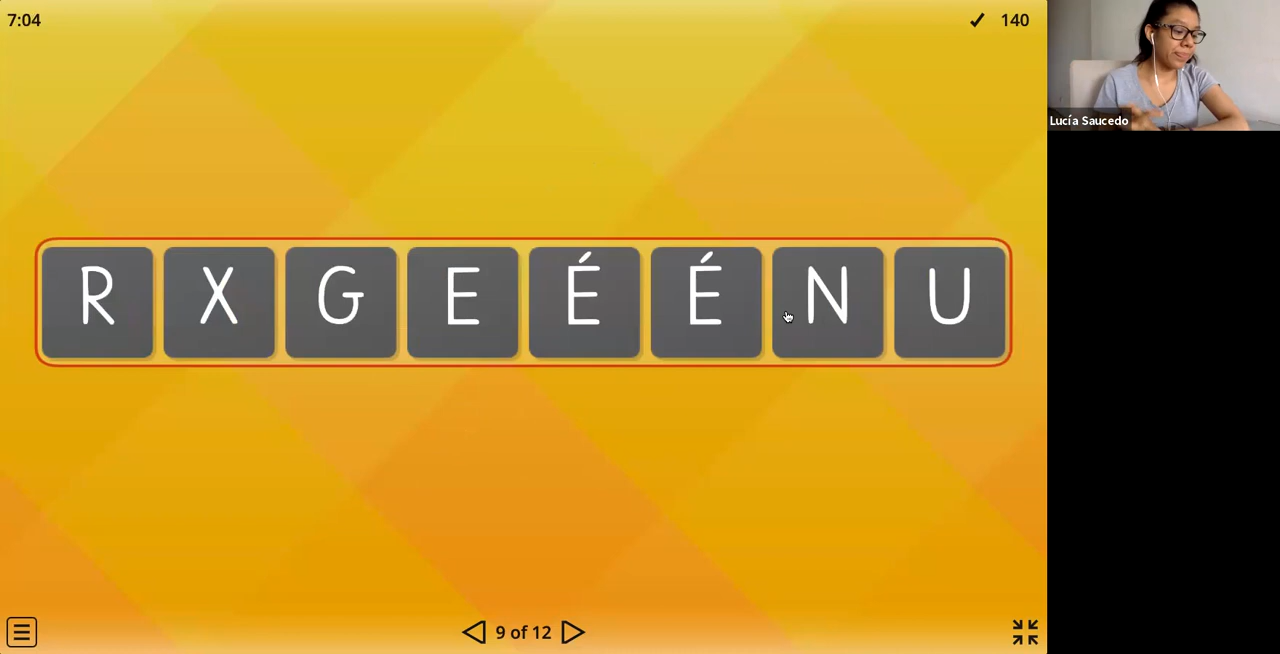 7:04
✓ 140
Lucía Saucedo
R X G E É É N U
9 of 12